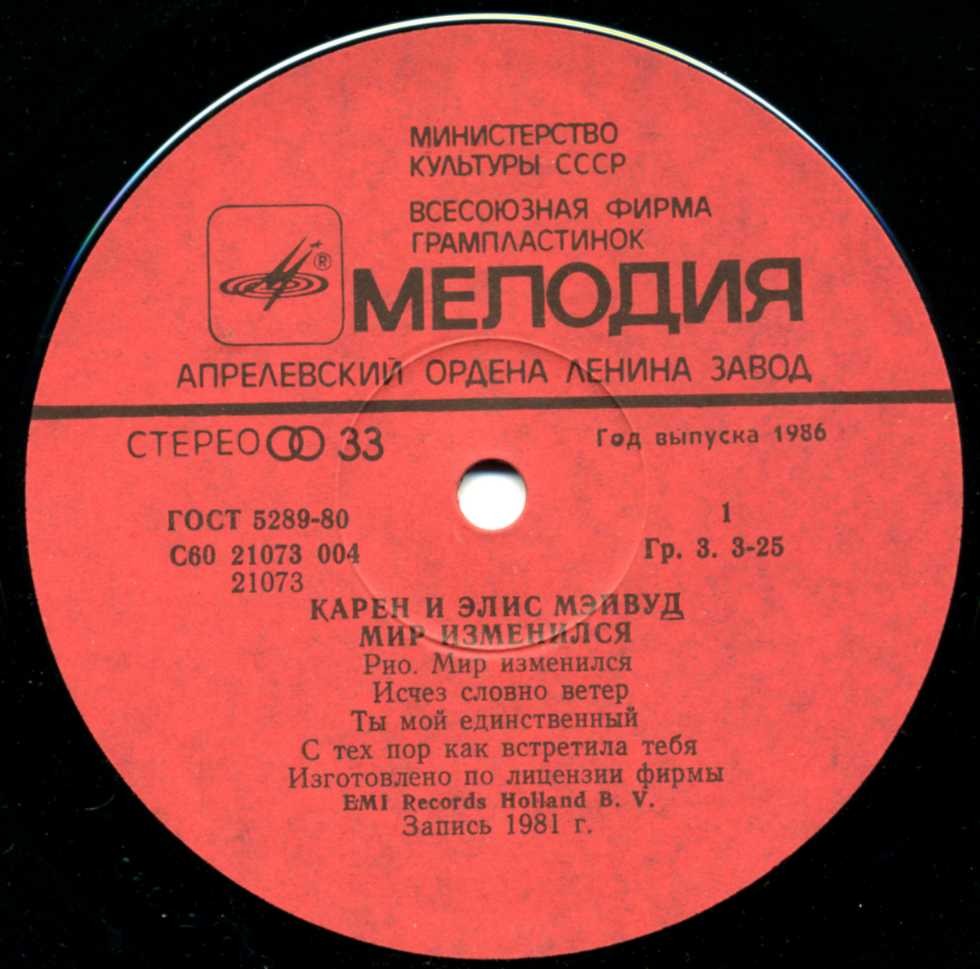 МИНИСТЕРСТВО
КУЛЬТУРЫ СССР
ВСЕСОЮЗНАЯ ФИРМА
ГРАМПЛАСТИНОК
®
МЕЛОДИЯ
АПРЕЛЕВСКИЙ ОРДЕНА ЛЕНИНА ЗАВОД
СТЕРЕО 33
Год выпуска 1986
ГОСТ 5289-80
1
С60 21073 004
Гр. 3. 3-25
21073
КАРЕН И ЭЛИС МЭЙВУД
МИР ИЗМЕНИЛСЯ
Рио. Мир изменился
Исчез словно ветер
Ты мой единственный
С тех пор как встретила тебя
Изготовлено по лицензии фирмы
EMI Records Holland B. V.
Запись 1981 г.